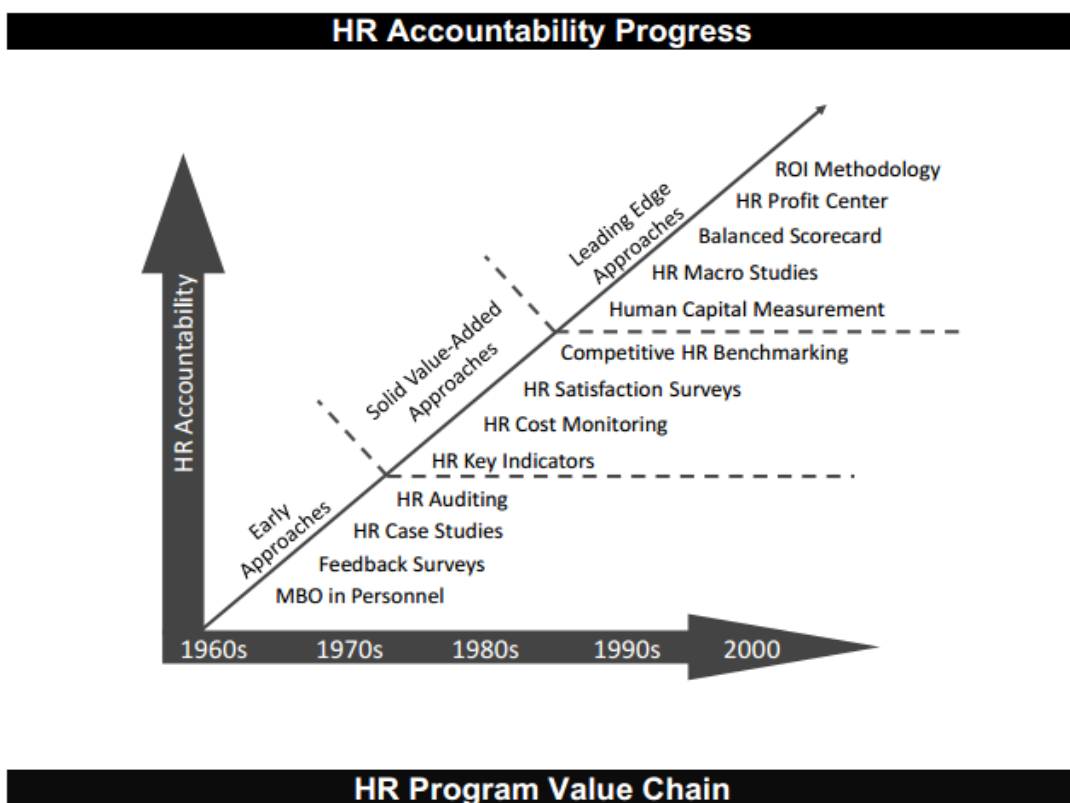 HR Accountability Progress
ROI Methodology
HR Profit Center
Balanced Scorecard
HR Macro Studies
Human Capital Measurement
Leading Edge
Approaches
Competitive HR Benchmarking
HR Satisfaction Surveys
HR Cost Monitoring
HR Key Indicators
Solid Value-Added
Approaches
HR Auditing
HR Case Studies
Feedback Surveys
MBO in Personnel
Early
Approaches
HR Accountability
1960s 1970s 1980s 1990s 2000
HR Program Value Chain